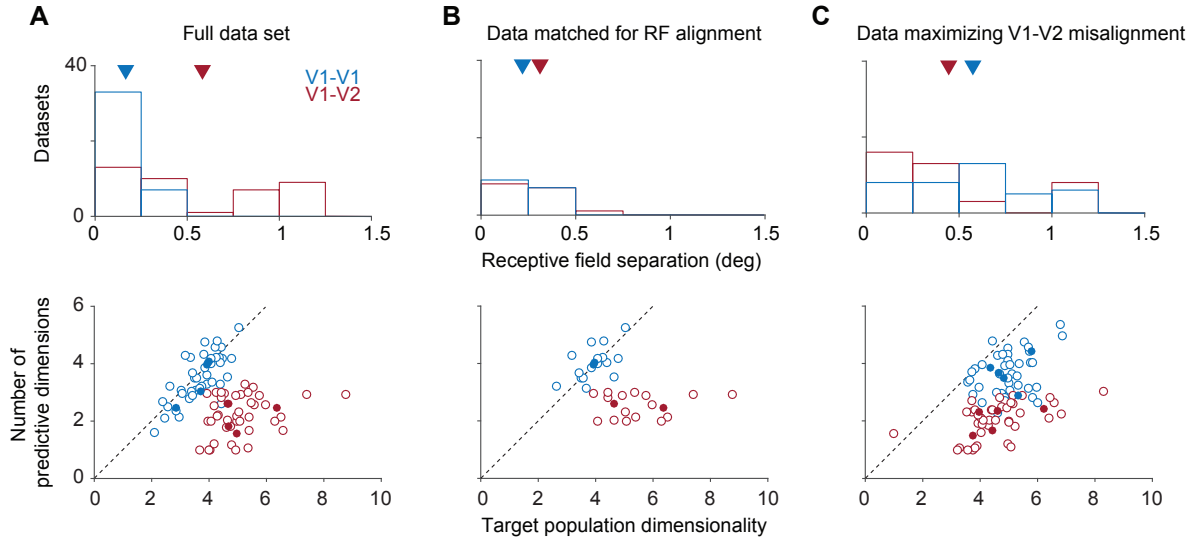 A
B
C
Full data set
Data matched for RF alignment
Data maximizing V1-V2 misalignment
Datasets
40
0
V1-V1
V1-V2
0 0.5 1 1.5
0 0.5 1 1.5
0 0.5 1 1.5
Receptive field separation (deg)
Number of
predictive dimensions
6
4
2
0
0 2 4 6 8 10
0 2 4 6 8 10
0 2 4 6 8 10
Target population dimensionality